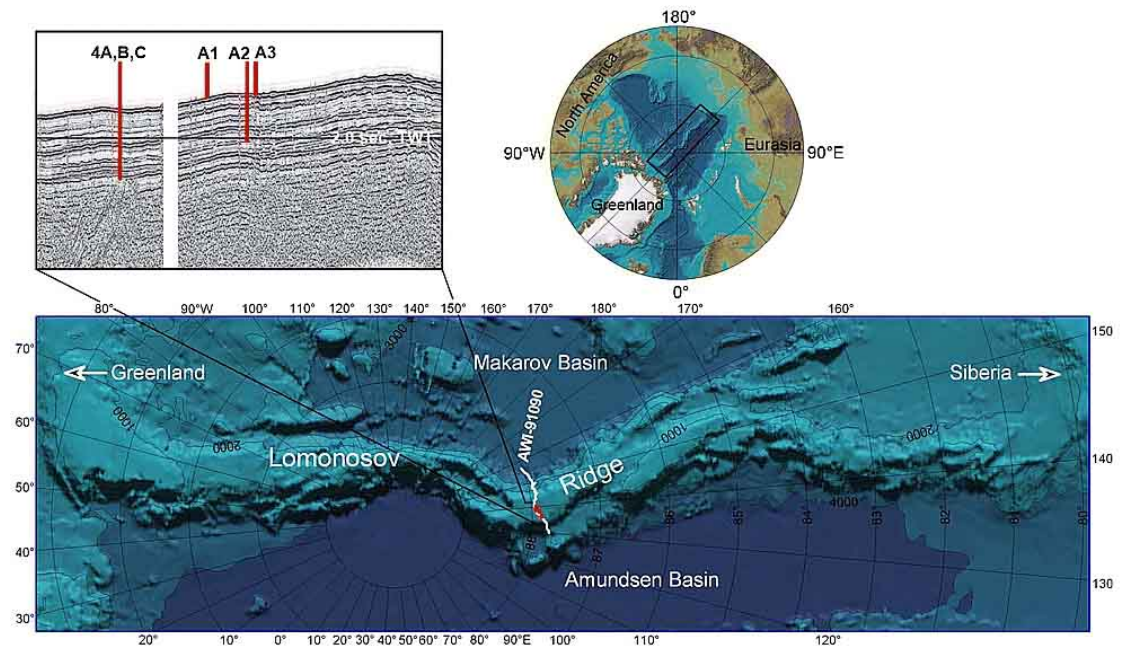 4A,B,C A1 A2 A3
2.0 sec, TWT
180°
North America
90°W
Eurasia
90°E
Greenland
0°
80° 90°W 100° 110° 120° 130° 140° 150° 160° 170° 180° 170° 160°
150
70°
3000
Makarov Basin
Greenland
Siberia
AWI-91090
1000
60°
1000
2000
2000
140
Lomonosov
Ridge
50°
4000
88 87 86 85 84 83 82° 81° 80°
40°
Amundsen Basin
130
30°
20° 10° 0° 10° 20° 30° 40° 50° 60° 70° 80° 90°E 100° 110° 120°